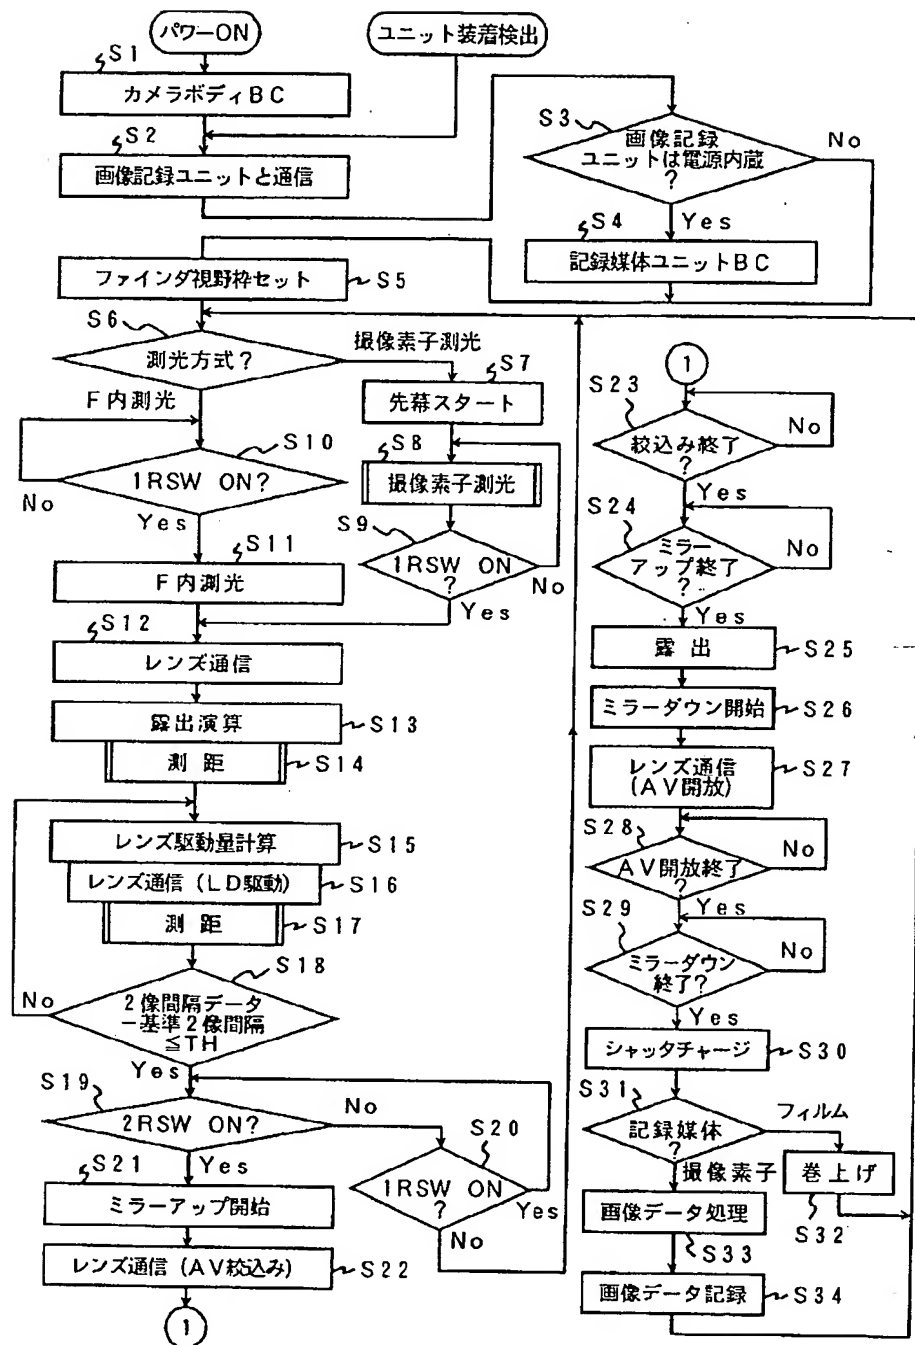 パワーON
ユニット装着検出
S1
カメラボディBC
S2
画像記録ユニットと通信
S3
画像記録
ユニットは電源内蔵
?
No
Yes
S4
記録媒体ユニットBC
ファインダ視野枠セット
S5
S6
測光方式?
撮像素子測光
F内測光
S7
先幕スタート
S8
撮像素子測光
S9
1RSW ON
?
No
Yes
S10
1RSW ON?
No
Yes
S11
F内測光
S12
レンズ通信
露出演算
S13
測距
S14
レンズ駆動量計算
S15
レンズ通信(LD駆動)
S16
測距
S17
S18
2像間隔データ
-基準2像間隔
≦TH
No
Yes
S19
2RSW ON?
No
Yes
S20
1RSW ON
?
Yes
No
S21
ミラーアップ開始
レンズ通信(AV絞込み)
S22
1
1
S23
絞込み終了
?
No
Yes
S24
ミラー
アップ終了
?
No
Yes
露出
S25
ミラーダウン開始
S26
レンズ通信
(AV開放)
S27
S28
AV開放終了
?
No
Yes
S29
ミラーダウン
終了?
No
Yes
シャッタチャージ
S30
S31
記録媒体
?
フィルム
撮像素子
巻上げ
S32
画像データ処理
S33
画像データ記録
S34